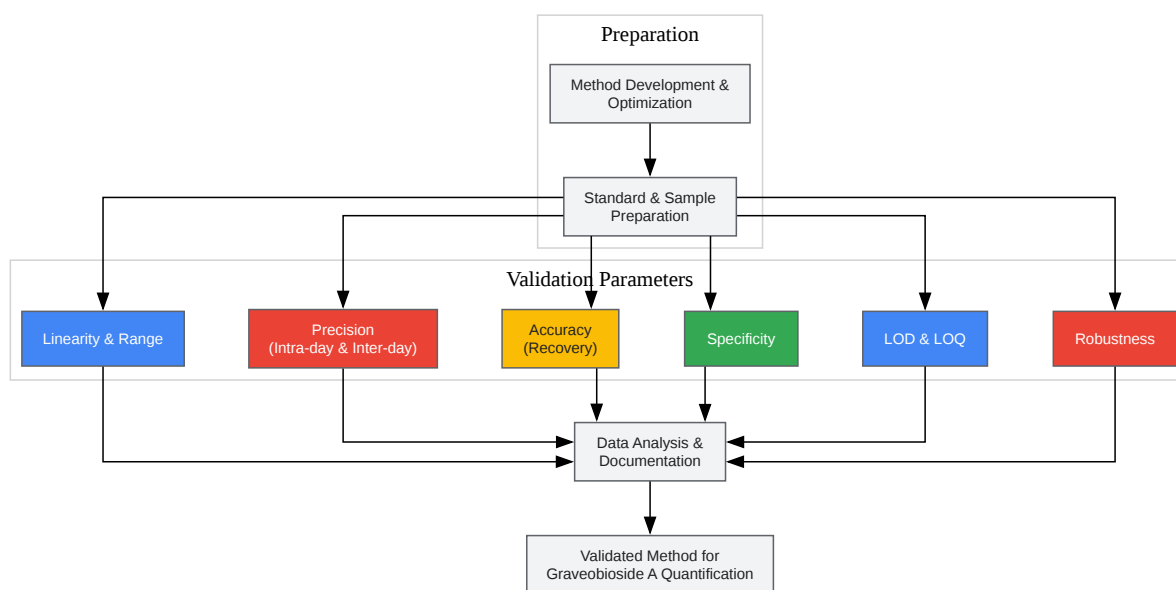 Preparation
Method Development &
Optimization
Standard & Sample
Preparation
Validation Parameters
Linearity & Range
Precision
(Intra-day & Inter-day)
Accuracy
(Recovery)
Specificity
LOD & LOQ
Robustness
Data Analysis &
Documentation
Validated Method for
Graveobioside A Quantification